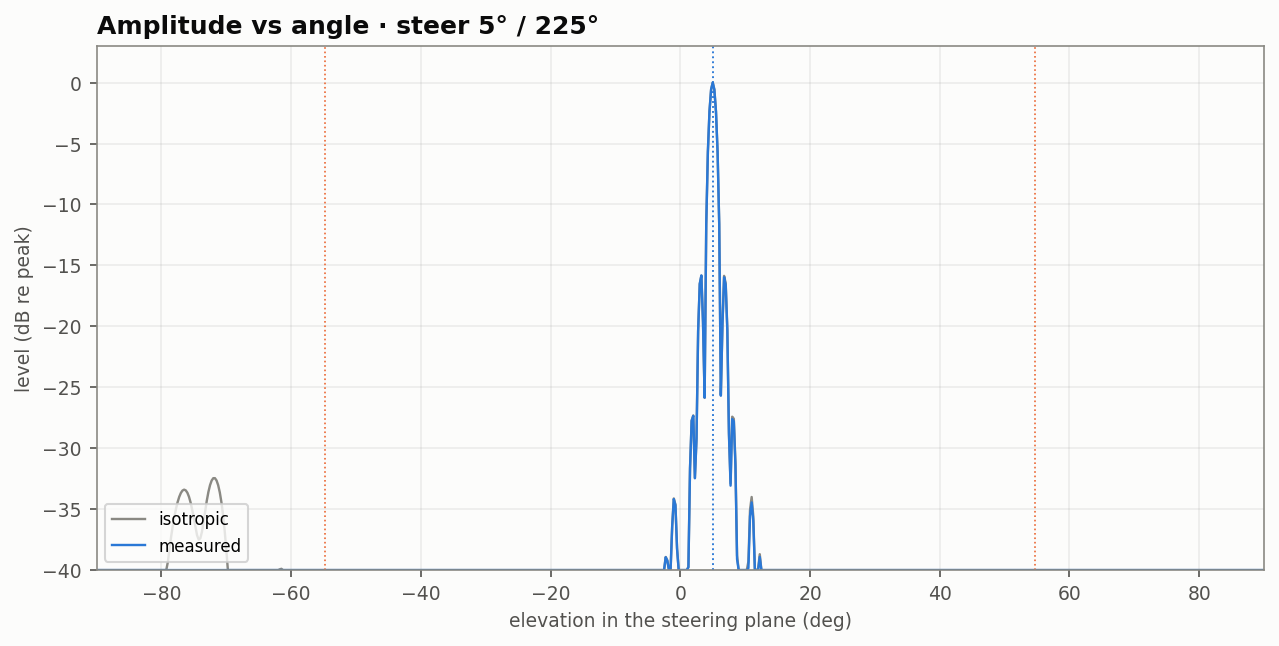 Amplitude vs angle · steer 5° / 225°
level (dB re peak)
0
−5
−10
−15
−20
−25
−30
−35
−40
isotropic
measured
−80 −60 −40 −20 0 20 40 60 80
elevation in the steering plane (deg)